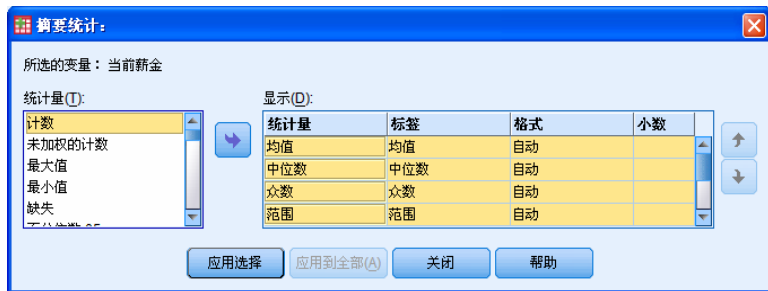 摘要统计:
所选的变量: 当前薪金
统计量(T):
显示(D):
计数
未加权的计数
最大值
最小值
缺失
统计量 标签 格式 小数
均值 均值 自动
中位数 中位数 自动
众数 众数 自动
范围 范围 自动
应用选择 应用到全部(A) 关闭 帮助